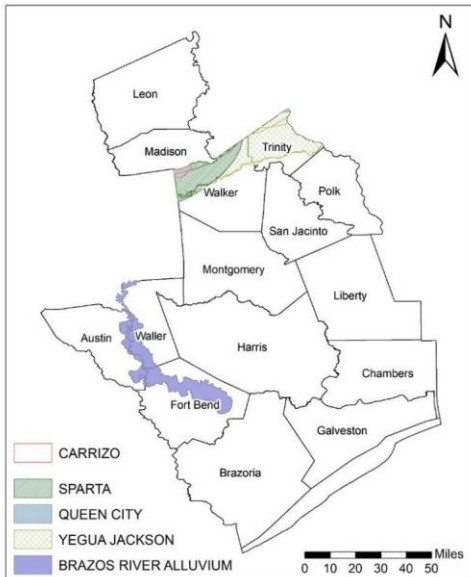 N
Leon
Madison
Trinity
Walker
Polk
San Jacinto
Montgomery
Liberty
Austin
Waller
Harris
Chambers
Fort Bend
Galveston
Brazoria
CARRIZO
SPARTA
QUEEN CITY
YEGUA JACKSON
BRAZOS RIVER ALLUVIUM
Miles
0 10 20 30 40 50